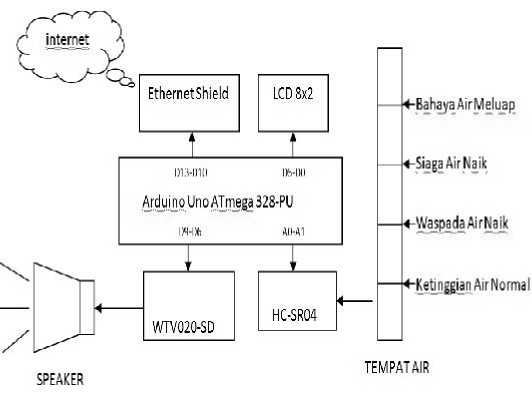 internet
Ethernet Shield
LCD 8x2
D13-D10
D5-D0
Arduino Uno ATmega 328-PU
D9-D6
A0-A1
WTV020-SD
HC-SR04
SPEAKER
TEMPAT AIR
Bahaya Air Meluap
Siaga Air Naik
Waspada Air Naik
Ketinggian Air Normal